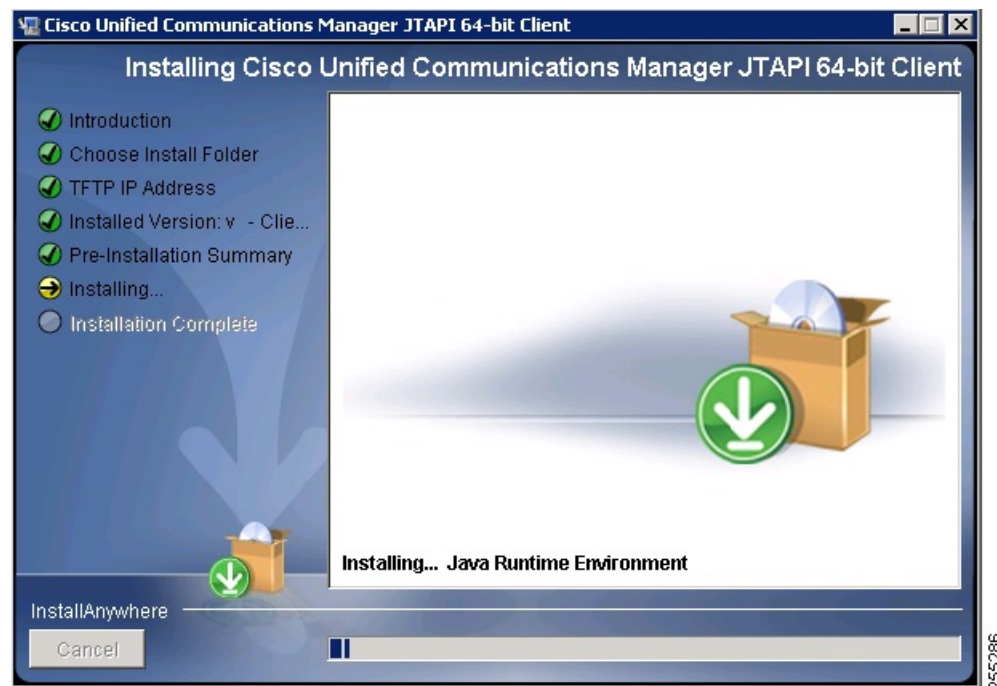 Cisco Unified Communications Manager JTAPI 64-bit Client
Installing Cisco Unified Communications Manager JTAPI 64-bit Client
Introduction
Choose Install Folder
TFTP IP Address
Installed Version: v - Clie...
Pre-Installation Summary
Installing...
Installation Complete
Installing... Java Runtime Environment
InstallAnywhere
Cancel
255286